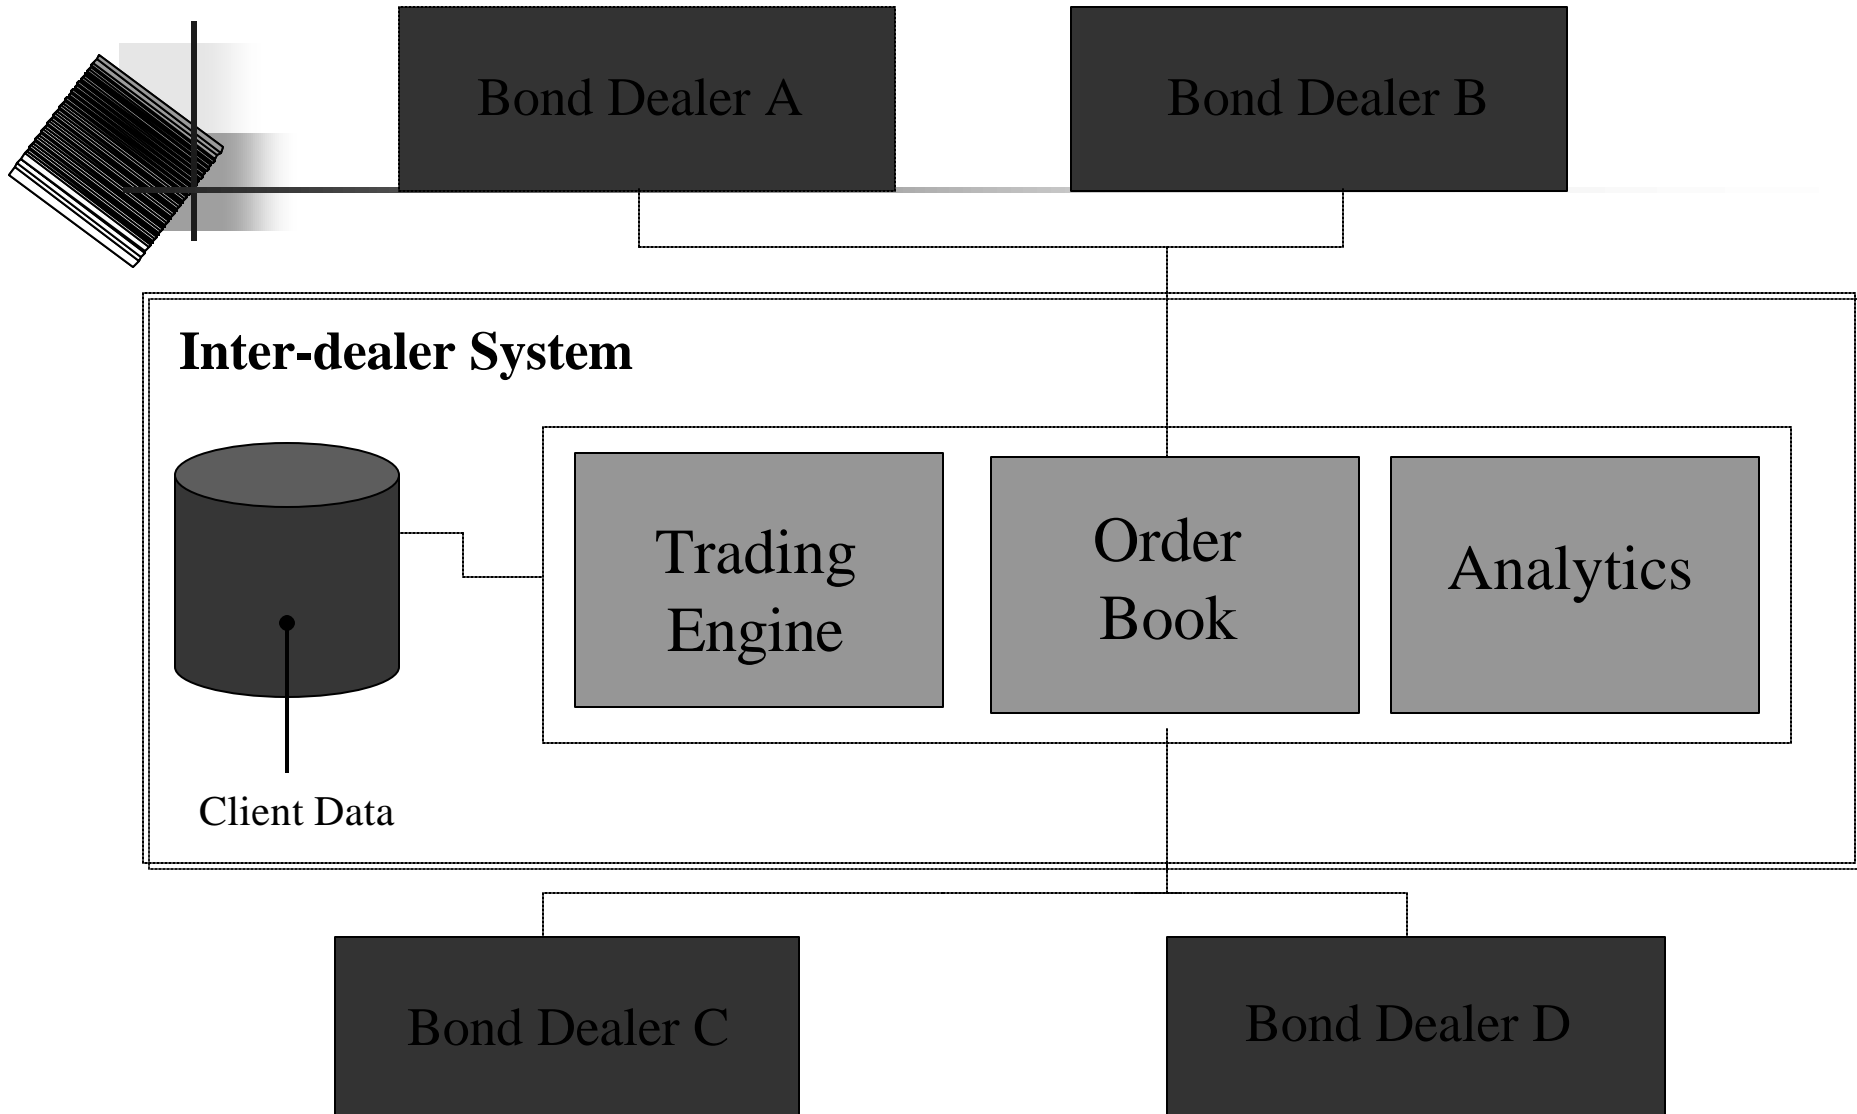 Bond Dealer A
Bond Dealer B
Inter-dealer System
Trading
Engine
Order
Book
Analytics
Client Data
Bond Dealer C
Bond Dealer D